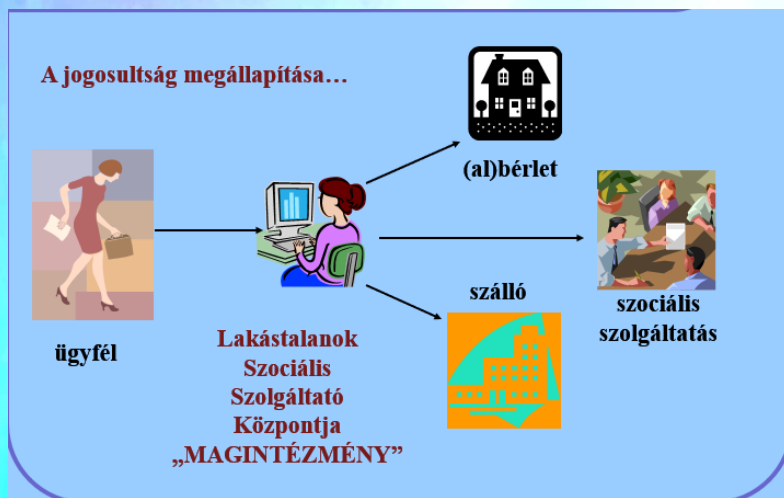 A jogosultság megállapítása…
(al)bérlet
szálló
szociális
szolgáltatás
ügyfél
Lakástalanok
Szociális
Szolgáltató
Központja
„MAGINTÉZMÉNY”